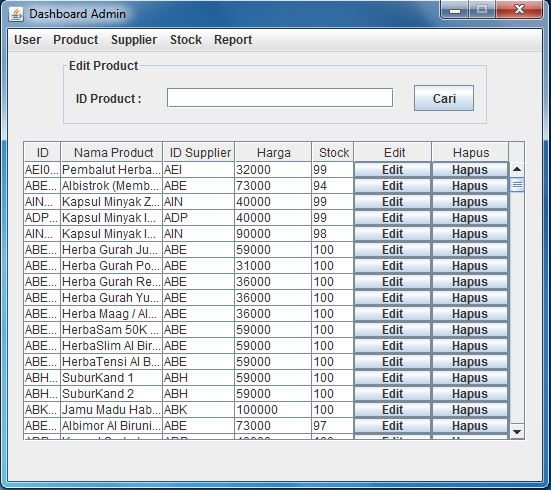 Dashboard Admin
User Product Supplier Stock Report
Edit Product
ID Product :
Cari
ID Nama Product ID Supplier Harga Stock Edit Hapus
AEI0... Pembalut Herba... AEI 32000 99 Edit Hapus
ABE... Albistrok (Memb... ABE 73000 94 Edit Hapus
AIN... Kapsul Minyak Z... AIN 40000 99 Edit Hapus
ADP... Kapsul Minyak I... ADP 40000 99 Edit Hapus
AIN... Kapsul Minyak I... AIN 90000 98 Edit Hapus
ABE... Herba Gurah Ju... ABE 59000 100 Edit Hapus
ABE... Herba Gurah Po... ABE 31000 100 Edit Hapus
ABE... Herba Gurah Re... ABE 36000 100 Edit Hapus
ABE... Herba Gurah Yu... ABE 36000 100 Edit Hapus
ABE... Herba Maag / Al... ABE 36000 100 Edit Hapus
ABE... HerbaSam 50K ... ABE 59000 100 Edit Hapus
ABE... HerbaSlim Al Bir... ABE 59000 100 Edit Hapus
ABE... HerbaTensi Al B... ABE 59000 100 Edit Hapus
ABH... SuburKand 1 ABH 59000 100 Edit Hapus
ABH... SuburKand 2 ABH 59000 100 Edit Hapus
ABK... Jamu Madu Hab... ABK 100000 100 Edit Hapus
ABE... Albimor Al Biruni... ABE 73000 97 Edit Hapus
Edit Hapus